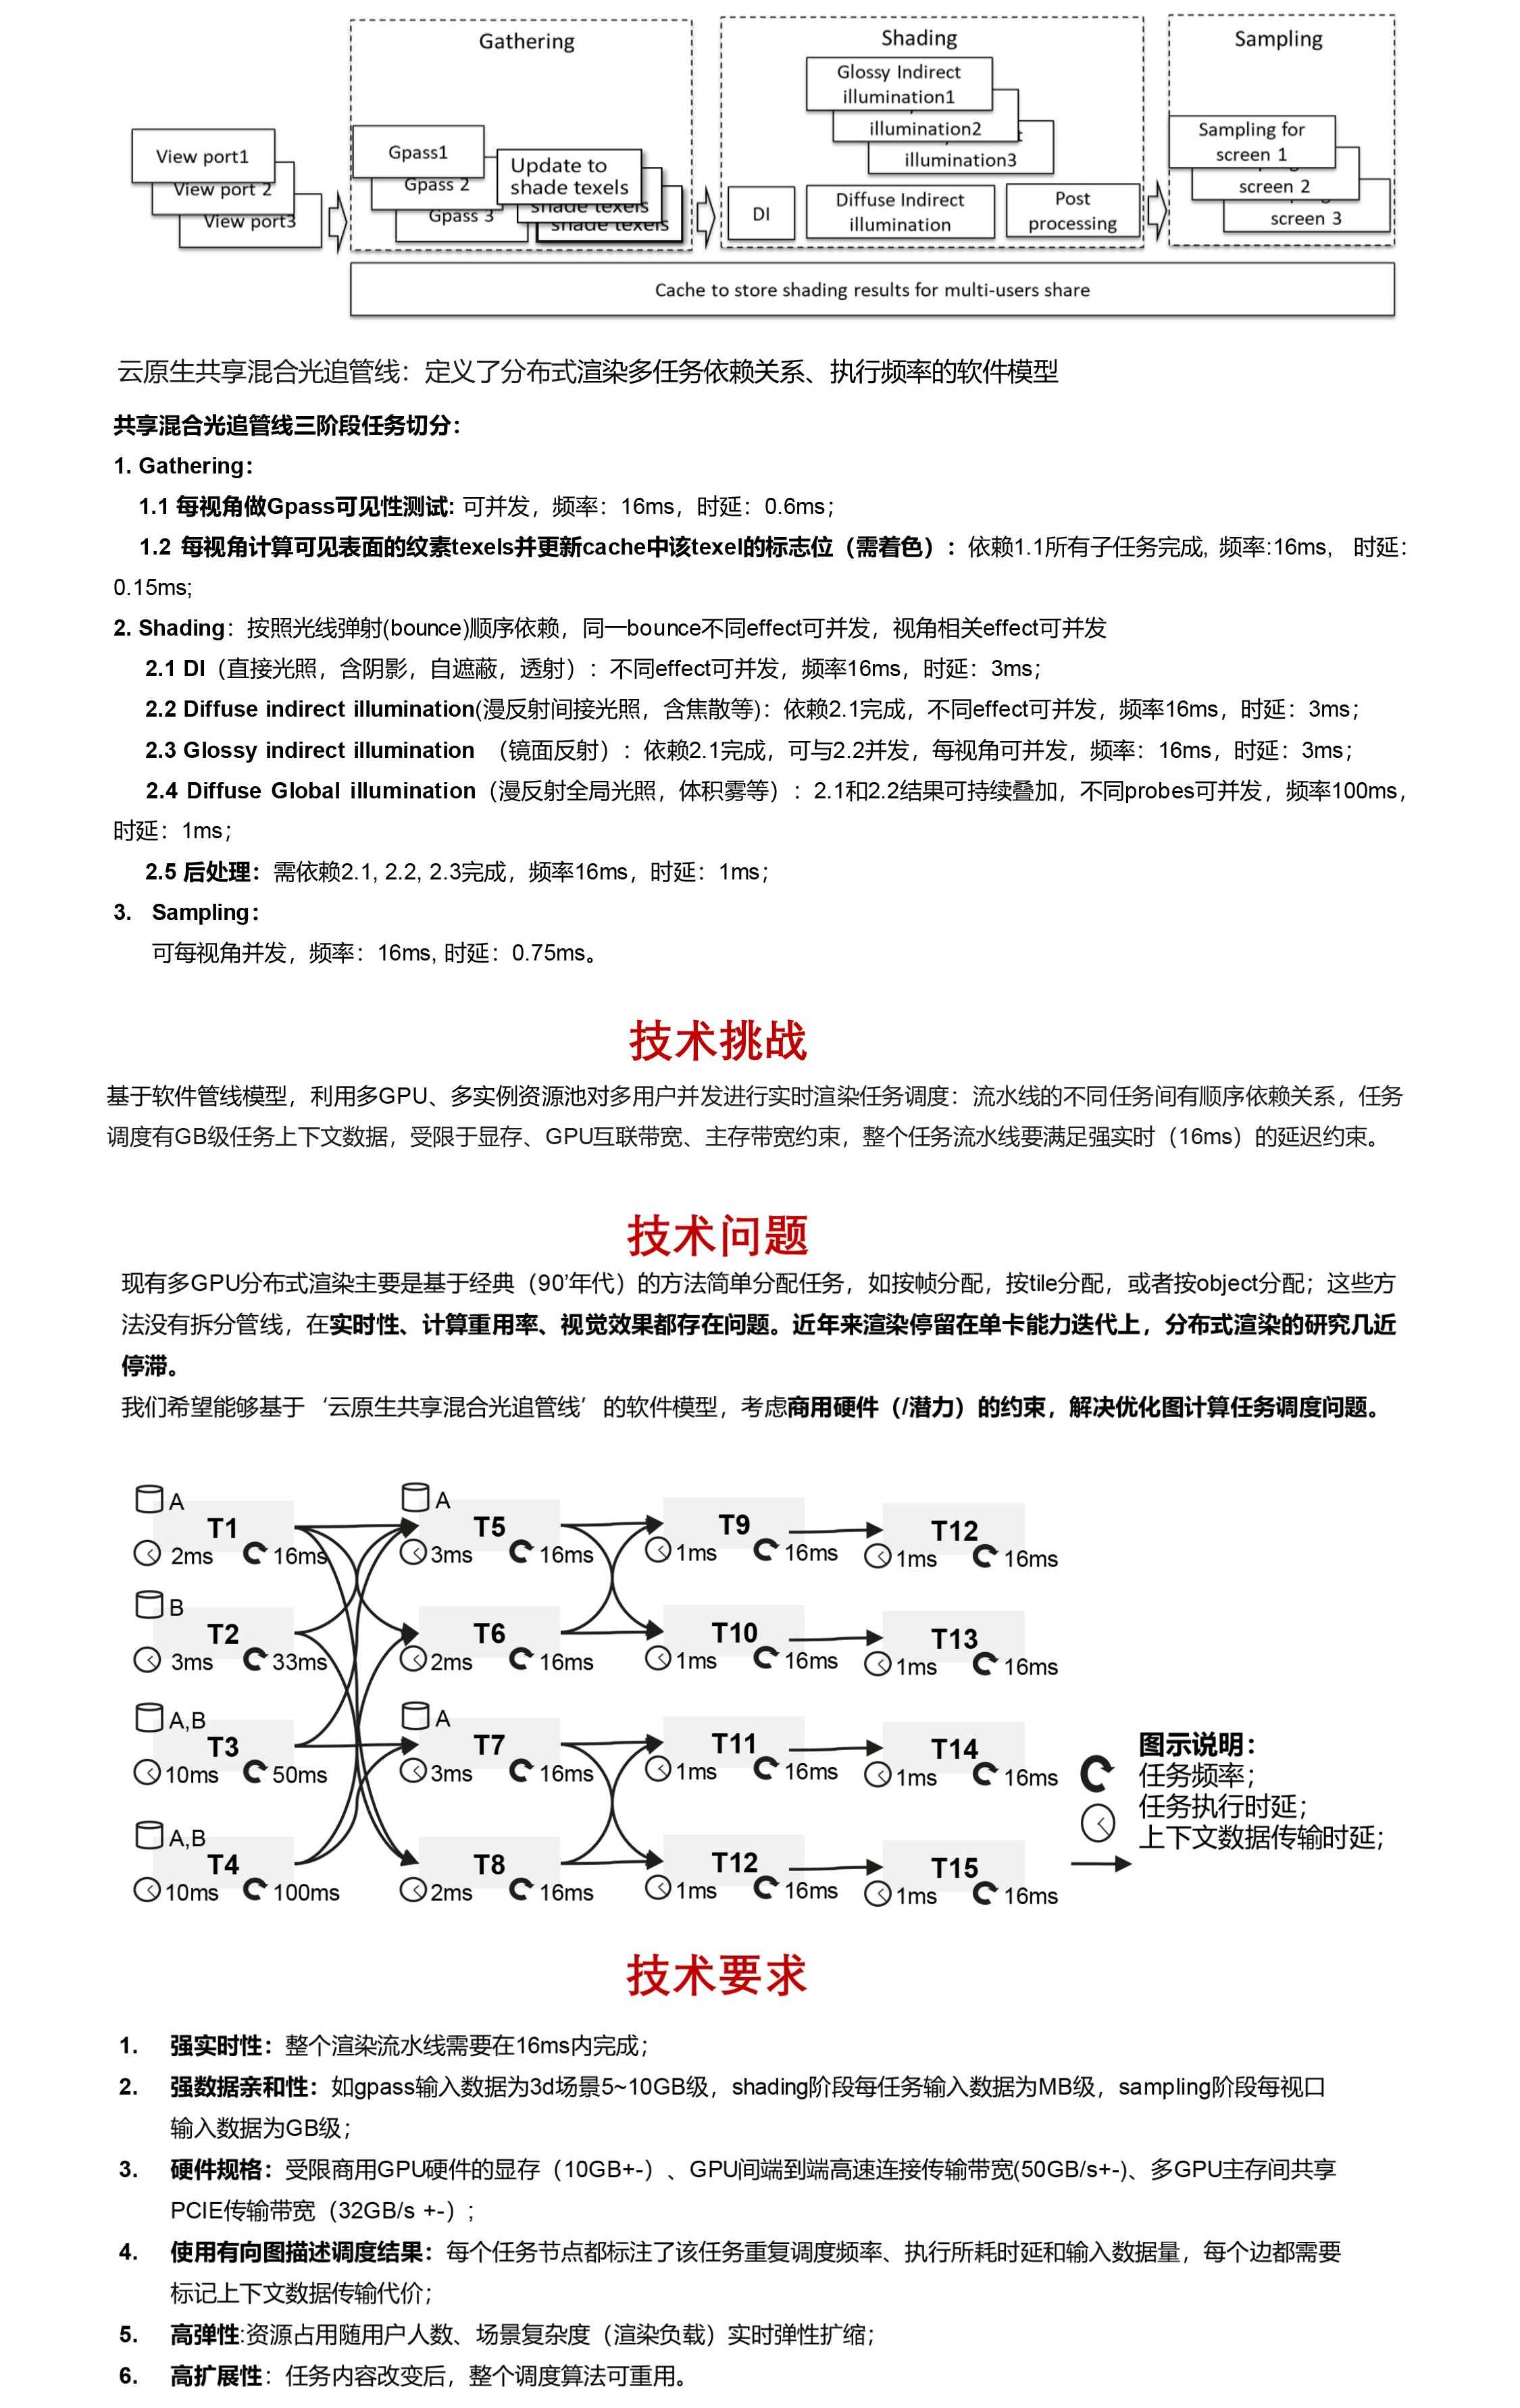 Gathering
Shading
Sampling
Glossy Indirect
illumination1
illumination2
illumination3
View port1
View port 2
View port3
Gpass1
Gpass 2
Gpass 3
Update to
shade texels
shade texels
shade texels
DI
Diffuse Indirect
illumination
Post
processing
Sampling for
screen 1
screen 2
screen 3
Cache to store shading results for multi-users share
云原生共享混合光追管线：定义了分布式渲染多任务依赖关系、执行频率的软件模型
共享混合光追管线三阶段任务切分：
1. Gathering：
1.1 每视角做Gpass可见性测试: 可并发，频率：16ms，时延：0.6ms；
1.2 每视角计算可见表面的纹素texels并更新cache中该texel的标志位（需着色）：依赖1.1所有子任务完成, 频率:16ms, 时延：
0.15ms;
2. Shading：按照光线弹射(bounce)顺序依赖，同一bounce不同effect可并发，视角相关effect可并发
2.1 DI（直接光照，含阴影，自遮蔽，透射）：不同effect可并发，频率16ms，时延：3ms；
2.2 Diffuse indirect illumination(漫反射间接光照，含焦散等)：依赖2.1完成，不同effect可并发，频率16ms，时延：3ms；
2.3 Glossy indirect illumination （镜面反射）：依赖2.1完成，可与2.2并发，每视角可并发，频率：16ms，时延：3ms；
2.4 Diffuse Global illumination（漫反射全局光照，体积雾等）：2.1和2.2结果可持续叠加，不同probes可并发，频率100ms，
时延：1ms；
2.5 后处理：需依赖2.1, 2.2, 2.3完成，频率16ms，时延：1ms；
3. Sampling：
可每视角并发，频率：16ms, 时延：0.75ms。
技术挑战
基于软件管线模型，利用多GPU、多实例资源池对多用户并发进行实时渲染任务调度：流水线的不同任务间有顺序依赖关系，任务
调度有GB级任务上下文数据，受限于显存、GPU互联带宽、主存带宽约束，整个任务流水线要满足强实时（16ms）的延迟约束。
技术问题
现有多GPU分布式渲染主要是基于经典（90’年代）的方法简单分配任务，如按帧分配，按tile分配，或者按object分配；这些方
法没有拆分管线，在实时性、计算重用率、视觉效果都存在问题。近年来渲染停留在单卡能力迭代上，分布式渲染的研究几近
停滞。
我们希望能够基于‘云原生共享混合光追管线’的软件模型，考虑商用硬件（/潜力）的约束，解决优化图计算任务调度问题。
A
T1
2ms 16ms
A
T5
3ms 16ms
T9
1ms 16ms
T12
1ms 16ms
B
T2
3ms 33ms
T6
2ms 16ms
T10
1ms 16ms
T13
1ms 16ms
A,B
T3
10ms 50ms
A
T7
3ms 16ms
T11
1ms 16ms
T14
1ms 16ms
A,B
T4
10ms 100ms
T8
2ms 16ms
T12
1ms 16ms
T15
1ms 16ms
图示说明：
任务频率；
任务执行时延；
上下文数据传输时延；
技术要求
1. 强实时性：整个渲染流水线需要在16ms内完成；
2. 强数据亲和性：如gpass输入数据为3d场景5~10GB级，shading阶段每任务输入数据为MB级，sampling阶段每视口
输入数据为GB级；
3. 硬件规格：受限商用GPU硬件的显存（10GB+-）、GPU间端到端高速连接传输带宽(50GB/s+-)、多GPU主存间共享
PCIE传输带宽（32GB/s +-）；
4. 使用有向图描述调度结果：每个任务节点都标注了该任务重复调度频率、执行所耗时延和输入数据量，每个边都需要
标记上下文数据传输代价；
5. 高弹性:资源占用随用户人数、场景复杂度（渲染负载）实时弹性扩缩；
6. 高扩展性：任务内容改变后，整个调度算法可重用。